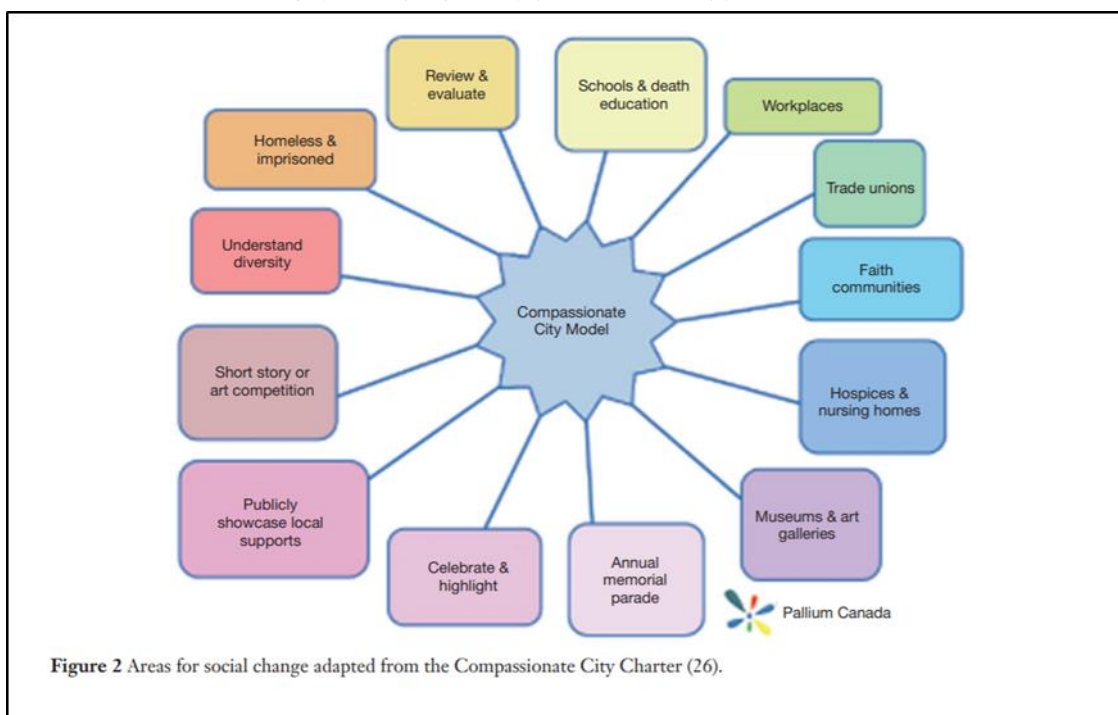 Review &
evaluate
Schools & death
education
Workplaces
Homeless &
imprisoned
Trade unions
Understand
diversity
Faith
communities
Compassionate
City Model
Short story or
art competition
Hospices &
nursing homes
Publicly
showcase local
supports
Museums & art
galleries
Celebrate &
highlight
Annual
memorial
parade
Pallium Canada
Figure 2 Areas for social change adapted from the Compassionate City Charter (26).